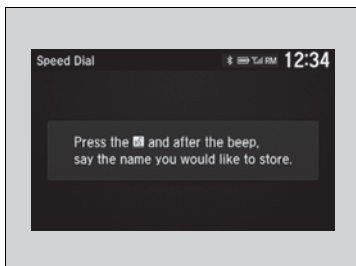 Speed Dial
12:34
Press the and after the beep,
say the name you would like to store.